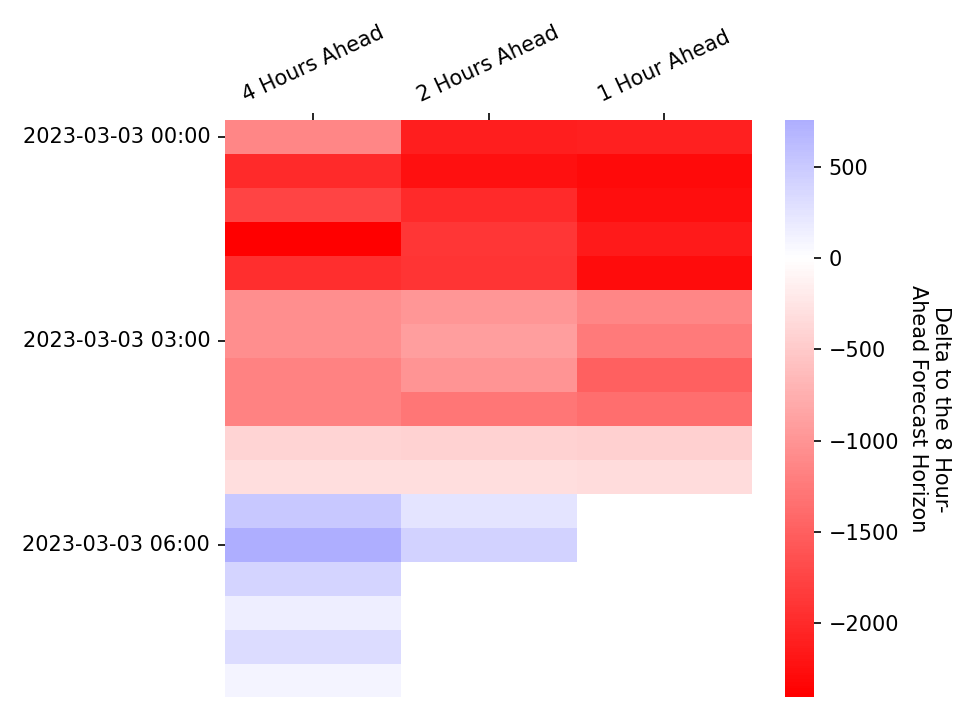 4 Hours Ahead
2 Hours Ahead
1 Hour Ahead
2023-03-03 00:00
2023-03-03 03:00
2023-03-03 06:00
500
0
−500
−1000
−1500
−2000
Delta to the 8 Hour-
Ahead Forecast Horizon